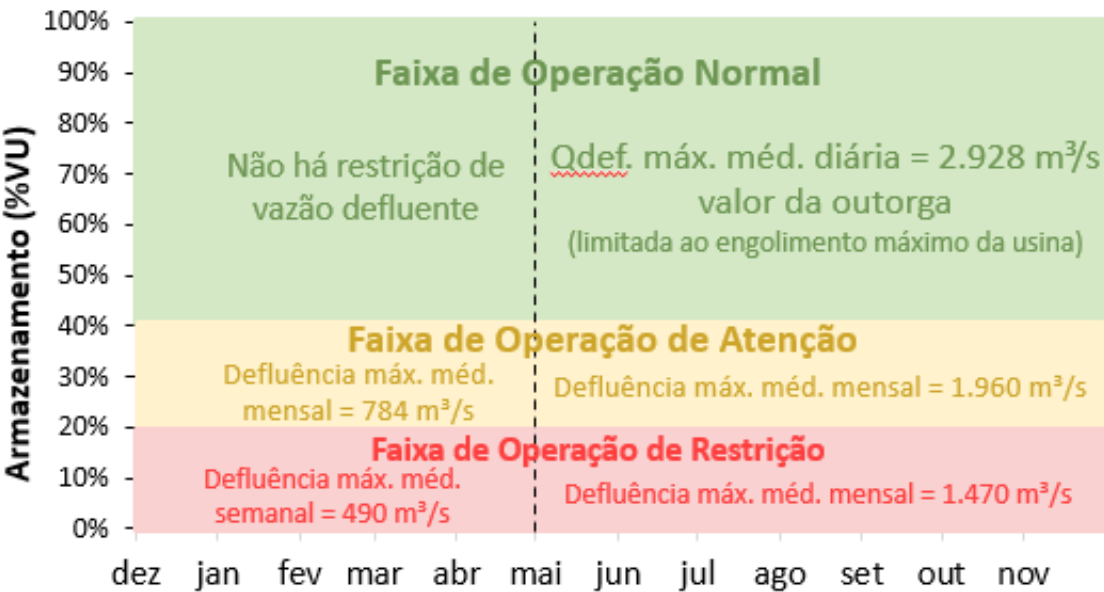 100%
90%
80%
70%
60%
50%
40%
30%
20%
10%
0%
Armazenamento (%VU)
Faixa de Operação Normal
Não há restrição de
vazão defluente
Qdef. máx. méd. diária = 2.928 m³/s
valor da outorga
(limitada ao engolimento máximo da usina)
Faixa de Operação de Atenção
Defluência máx. méd.
mensal = 784 m³/s
Defluência máx. méd. mensal = 1.960 m³/s
Faixa de Operação de Restrição
Defluência máx. méd.
semanal = 490 m³/s
Defluência máx. méd. mensal = 1.470 m³/s
dez jan fev mar abr mai jun jul ago set out nov